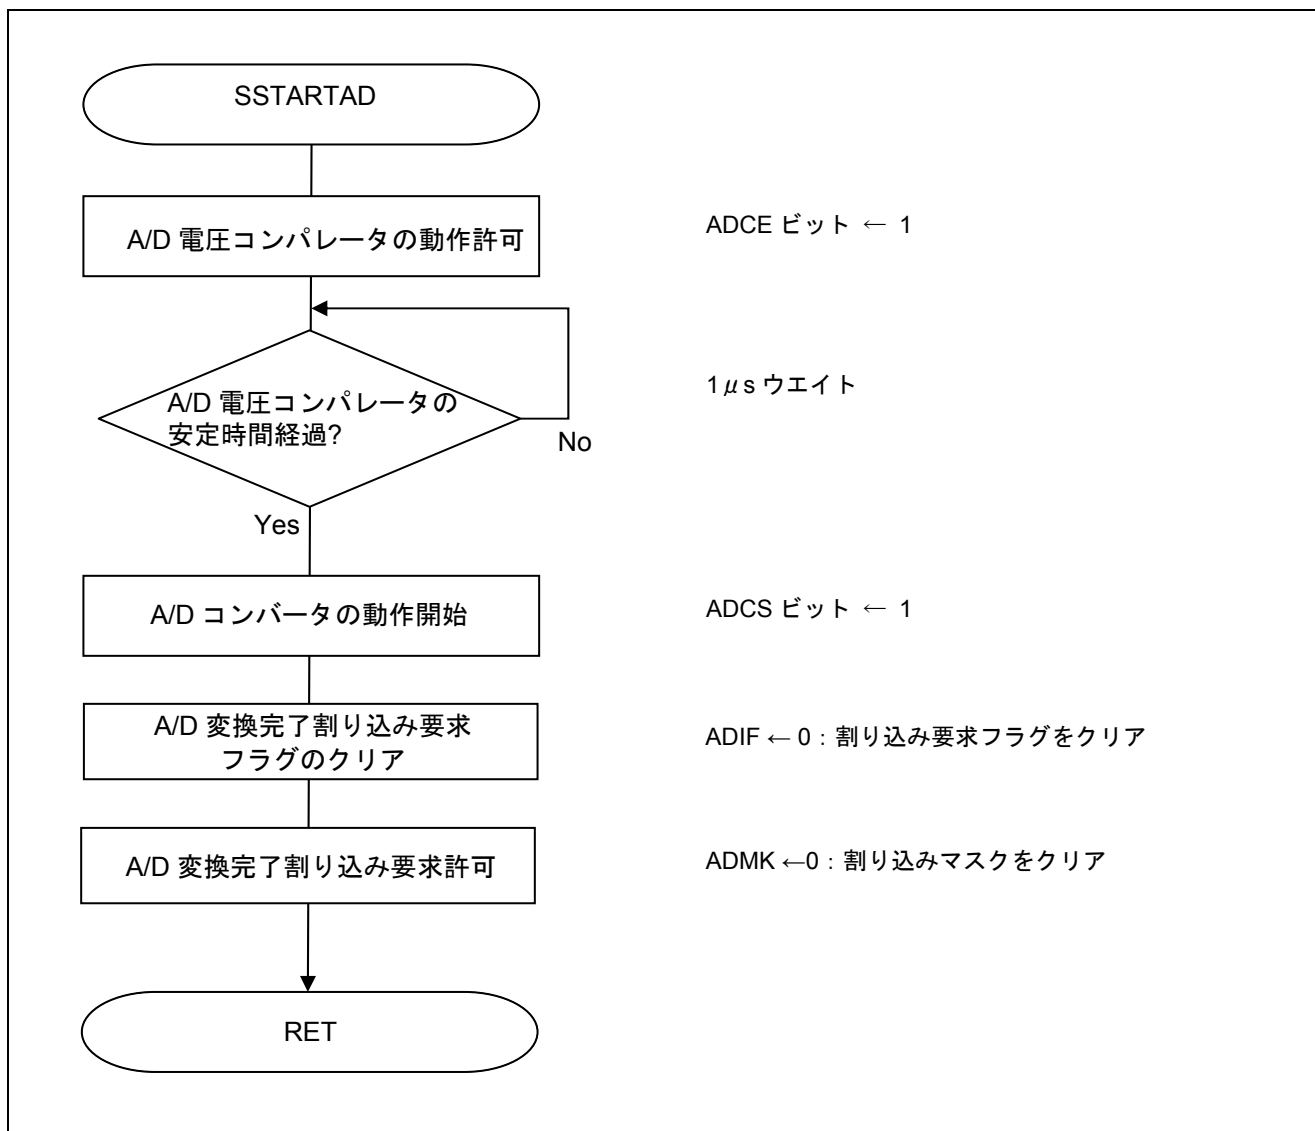 SSTARTAD
A/D 電圧コンパレータの動作許可
ADCE ビット ← 1
A/D 電圧コンパレータの
安定時間経過?
1μs ウエイト
No
Yes
A/D コンバータの動作開始
ADCS ビット ← 1
A/D 変換完了割り込み要求
フラグのクリア
ADIF ← 0：割り込み要求フラグをクリア
A/D 変換完了割り込み要求許可
ADMK ←0：割り込みマスクをクリア
RET